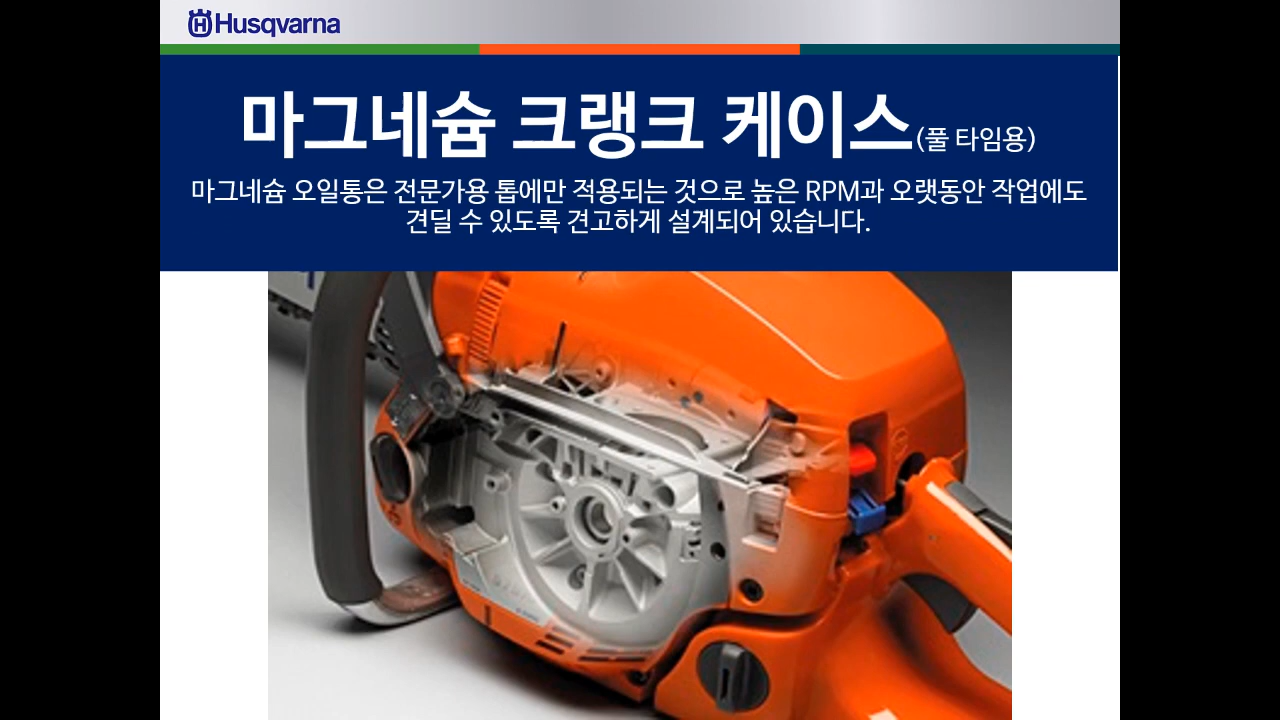 Husqvarna
마그네슘 크랭크 케이스(풀 타임용)
마그네슘 오일통은 전문가용 톱에만 적용되는 것으로 높은 RPM과 오랫동안 작업에도
견딜 수 있도록 견고하게 설계되어 있습니다.